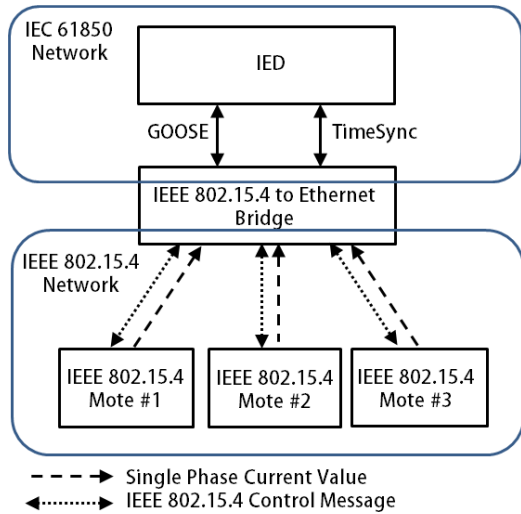 IEC 61850
Network
IED
GOOSE
TimeSync
IEEE 802.15.4 to Ethernet
Bridge
IEEE 802.15.4
Network
IEEE 802.15.4
Mote #1
IEEE 802.15.4
Mote #2
IEEE 802.15.4
Mote #3
Single Phase Current Value
IEEE 802.15.4 Control Message